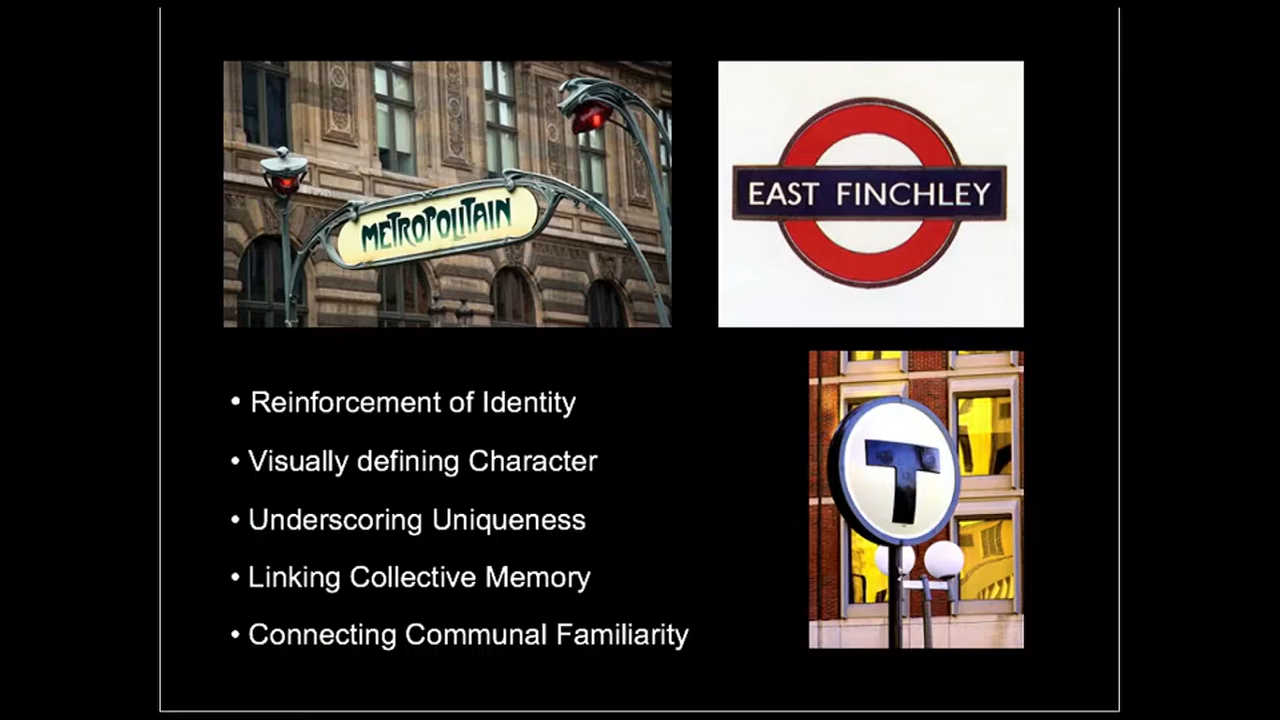 METROPOLITAIN
EAST FINCHLEY
T
• Reinforcement of Identity
• Visually defining Character
• Underscoring Uniqueness
• Linking Collective Memory
• Connecting Communal Familiarity